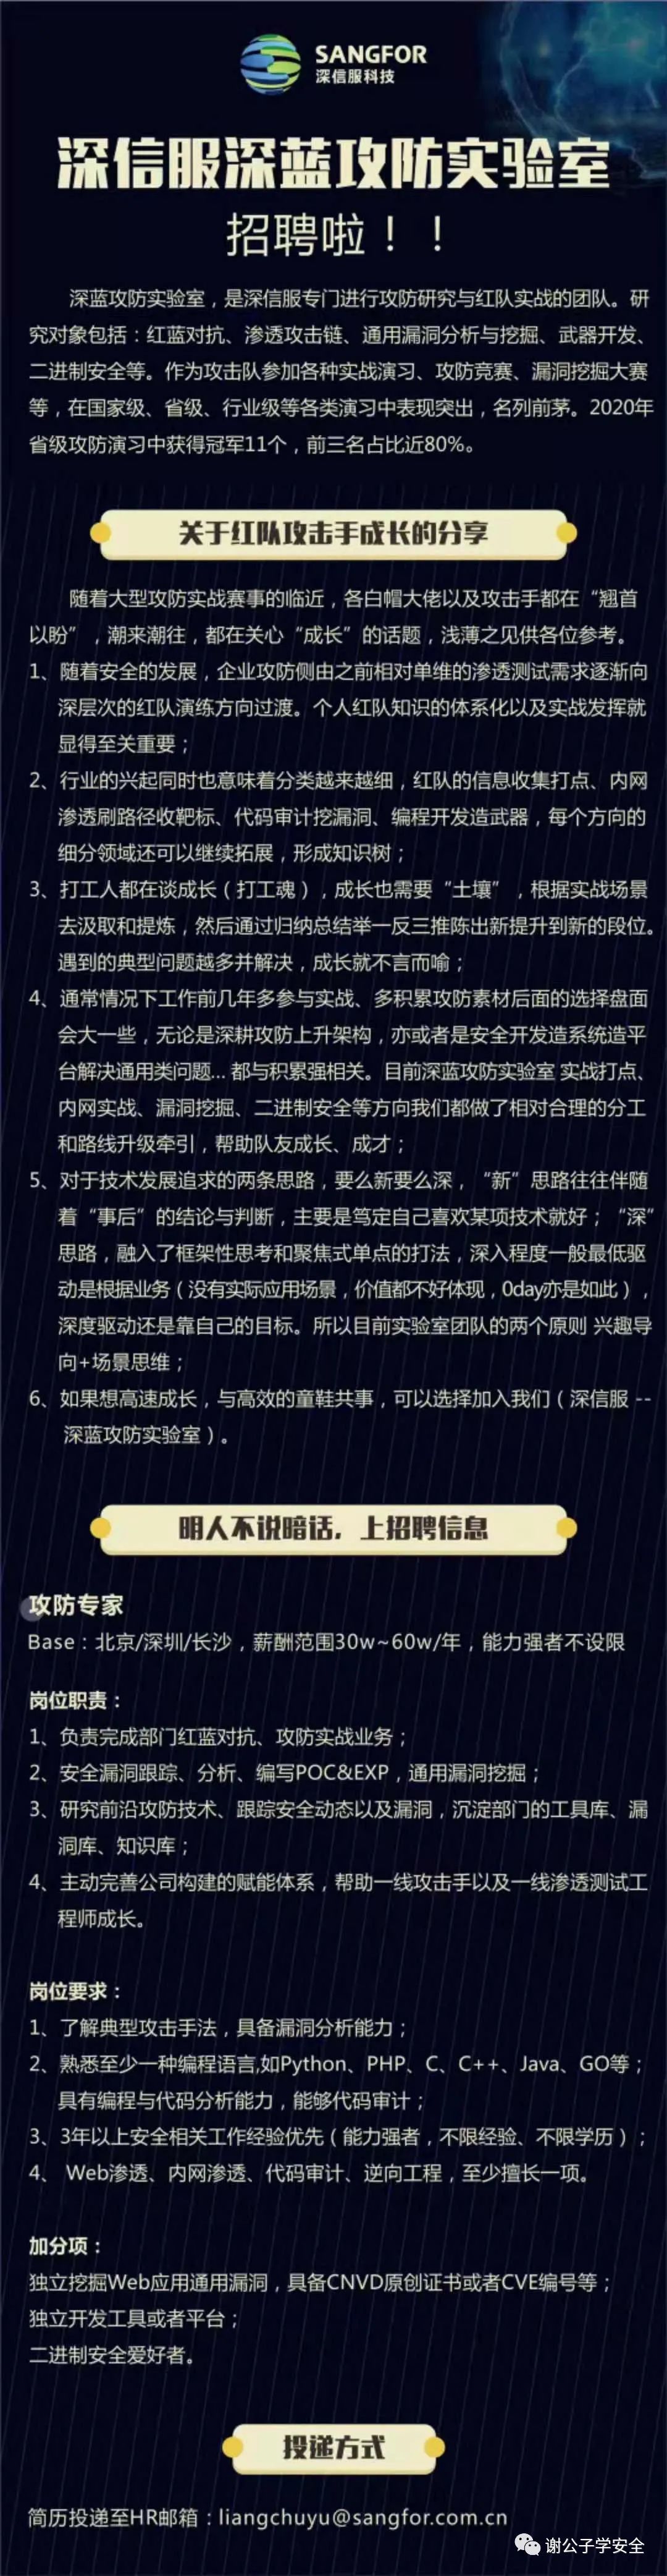 SANGFOR
深信服科技
深信服深蓝攻防实验室
招聘啦！！
深蓝攻防实验室，是深信服专门进行攻防研究与红队实战的团队。研
究对象包括：红蓝对抗、渗透攻击链、通用漏洞分析与挖掘、武器开发、
二进制安全等。作为攻击队参加各种实战演习、攻防竞赛、漏洞挖掘大赛
等，在国家级、省级、行业级等各类演习中表现突出，名列前茅。2020年
省级攻防演习中获得冠军11个，前三名占比近80%。
关于红队攻击手成长的分享
随着大型攻防实战赛事的临近，各白帽大佬以及攻击手都在“翘首
以盼”，潮来潮往，都在关心“成长”的话题，浅薄之见供各位参考。
1、随着安全的发展，企业攻防侧由之前相对单维的渗透测试需求逐渐向
深层次的红队演练方向过渡。个人红队知识的体系化以及实战发挥就
显得至关重要；
2、行业的兴起同时也意味着分类越来越细，红队的信息收集打点、内网
渗透刷路径收靶标、代码审计挖漏洞、编程开发造武器，每个方向的
细分领域还可以继续拓展，形成知识树；
3、打工人都在谈成长（打工魂），成长也需要“土壤”，根据实战场景
去汲取和提炼，然后通过归纳总结举一反三推陈出新提升到新的段位。
遇到的典型问题越多并解决，成长就不言而喻；
4、通常情况下工作前几年多参与实战、多积累攻防素材后面的选择盘面
会大一些，无论是深耕攻防上升架构，亦或者是安全开发造系统造平
台解决通用类问题... 都与积累强相关。目前深蓝攻防实验室 实战打点、
内网实战、漏洞挖掘、二进制安全等方向我们都做了相对合理的分工
和路线升级牵引，帮助队友成长、成才；
5、对于技术发展追求的两条思路，要么新要么深，“新”思路往往伴随
着“事后”的结论与判断，主要是笃定自己喜欢某项技术就好；“深”
思路，融入了框架性思考和聚焦式单点的打法，深入程度一般最低驱
动是根据业务（没有实际应用场景，价值都不好体现，0day亦是如此），
深度驱动还是靠自己的目标。所以目前实验室团队的两个原则 兴趣导
向+场景思维；
6、如果想高速成长，与高效的童鞋共事，可以选择加入我们（深信服 --
深蓝攻防实验室）。
明人不说暗话，上招聘信息
攻防专家
Base：北京/深圳/长沙，薪酬范围30w~60w/年，能力强者不设限
岗位职责：
1、负责完成部门红蓝对抗、攻防实战业务；
2、安全漏洞跟踪、分析、编写POC&EXP，通用漏洞挖掘；
3、研究前沿攻防技术、跟踪安全动态以及漏洞，沉淀部门的工具库、漏
洞库、知识库；
4、主动完善公司构建的赋能体系，帮助一线攻击手以及一线渗透测试工
程师成长。
岗位要求：
1、了解典型攻击手法，具备漏洞分析能力；
2、熟悉至少一种编程语言,如Python、PHP、C、C++、Java、GO等；
具有编程与代码分析能力，能够代码审计；
3、3年以上安全相关工作经验优先（能力强者，不限经验、不限学历）；
4、 Web渗透、内网渗透、代码审计、逆向工程，至少擅长一项。
加分项：
独立挖掘Web应用通用漏洞，具备CNVD原创证书或者CVE编号等；
独立开发工具或者平台；
二进制安全爱好者。
投递方式
简历投递至HR邮箱：liangchuyu@sangfor.com.cn
谢公子学安全